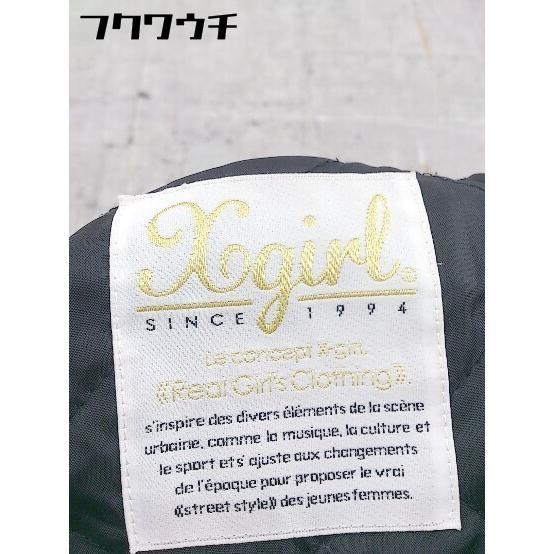 フクワウチ
X-girl®
SINCE 1994
Le concept X-girl,
《Real Girl's Clothing》.
s'inspire des divers éléments de la scène
urbaine, comme la musique, la culture et
le sport et s' ajuste aux changements
de l'époque pour proposer le vrai
《street style》 des jeunes femmes.